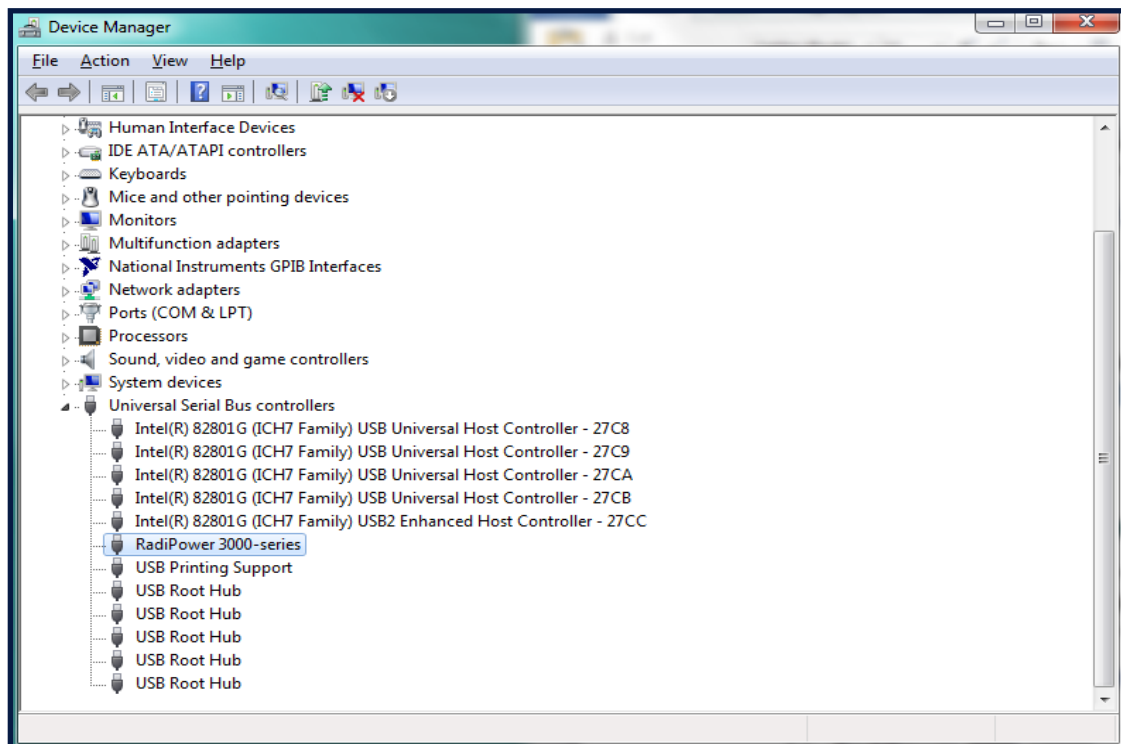 Device Manager
File Action View Help
Human Interface Devices
IDE ATA/ATAPI controllers
Keyboards
Mice and other pointing devices
Monitors
Multifunction adapters
National Instruments GPIB Interfaces
Network adapters
Ports (COM & LPT)
Processors
Sound, video and game controllers
System devices
Universal Serial Bus controllers
Intel(R) 82801G (ICH7 Family) USB Universal Host Controller - 27C8
Intel(R) 82801G (ICH7 Family) USB Universal Host Controller - 27C9
Intel(R) 82801G (ICH7 Family) USB Universal Host Controller - 27CA
Intel(R) 82801G (ICH7 Family) USB Universal Host Controller - 27CB
Intel(R) 82801G (ICH7 Family) USB2 Enhanced Host Controller - 27CC
RadiPower 3000-series
USB Printing Support
USB Root Hub
USB Root Hub
USB Root Hub
USB Root Hub
USB Root Hub